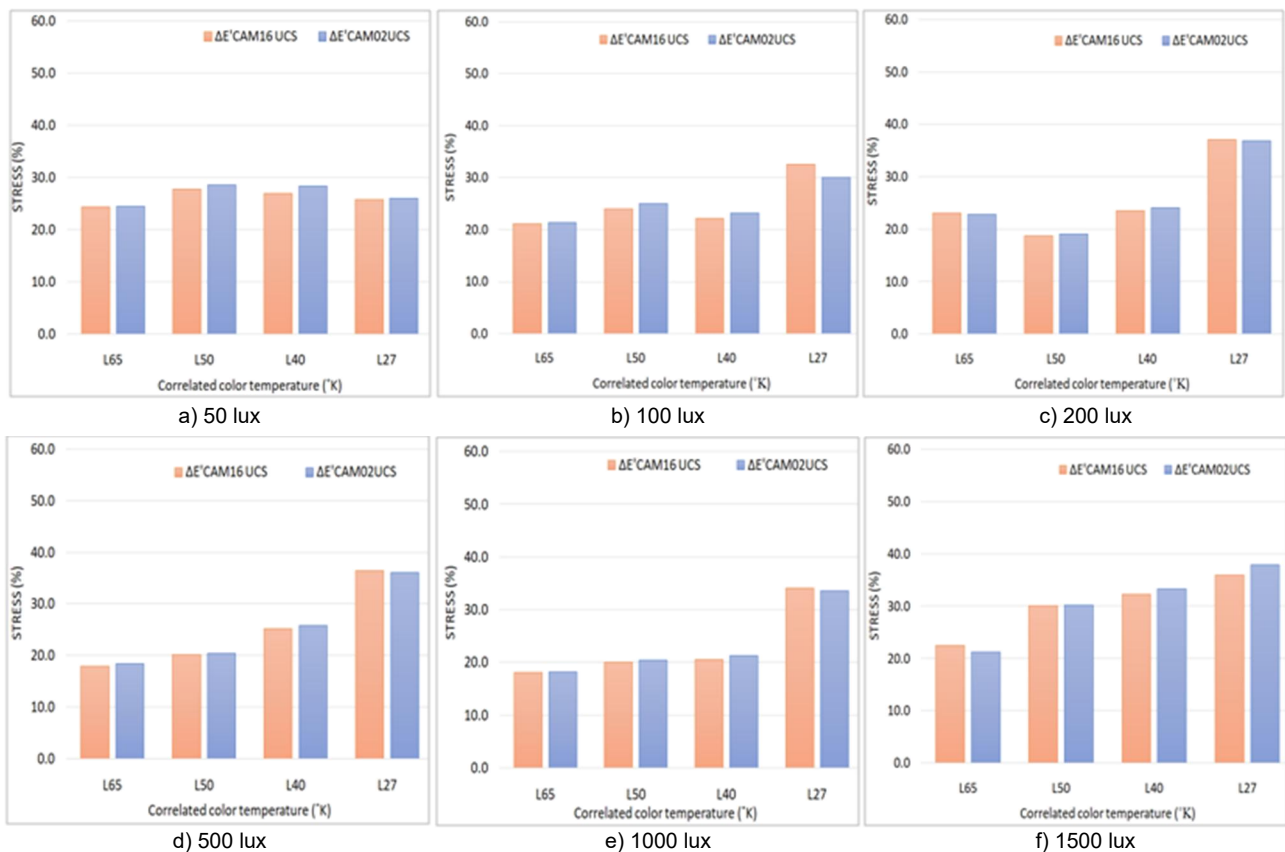 60.0
50.0
40.0
30.0
20.0
10.0
0.0
STRESS (%)
ΔE'CAM16 UCS ΔE'CAM02UCS
L65 L50 L40 L27
Correlated color temperature (°K)
a) 50 lux
60.0
50.0
40.0
30.0
20.0
10.0
0.0
STRESS (%)
ΔE'CAM16 UCS ΔE'CAM02UCS
L65 L50 L40 L27
Correlated color temperature (°K)
b) 100 lux
60.0
50.0
40.0
30.0
20.0
10.0
0.0
STRESS (%)
ΔE'CAM16 UCS ΔE'CAM02UCS
L65 L50 L40 L27
Correlated color temperature (°K)
c) 200 lux
60.0
50.0
40.0
30.0
20.0
10.0
0.0
STRESS (%)
ΔE'CAM16 UCS ΔE'CAM02UCS
L65 L50 L40 L27
Correlated color temperature (°K)
d) 500 lux
60.0
50.0
40.0
30.0
20.0
10.0
0.0
STRESS (%)
ΔE'CAM16 UCS ΔE'CAM02UCS
L65 L50 L40 L27
Correlated color temperature (°K)
e) 1000 lux
60.0
50.0
40.0
30.0
20.0
10.0
0.0
STRESS (%)
ΔE'CAM16 UCS ΔE'CAM02UCS
L65 L50 L40 L27
Correlated color temperature (°K)
f) 1500 lux